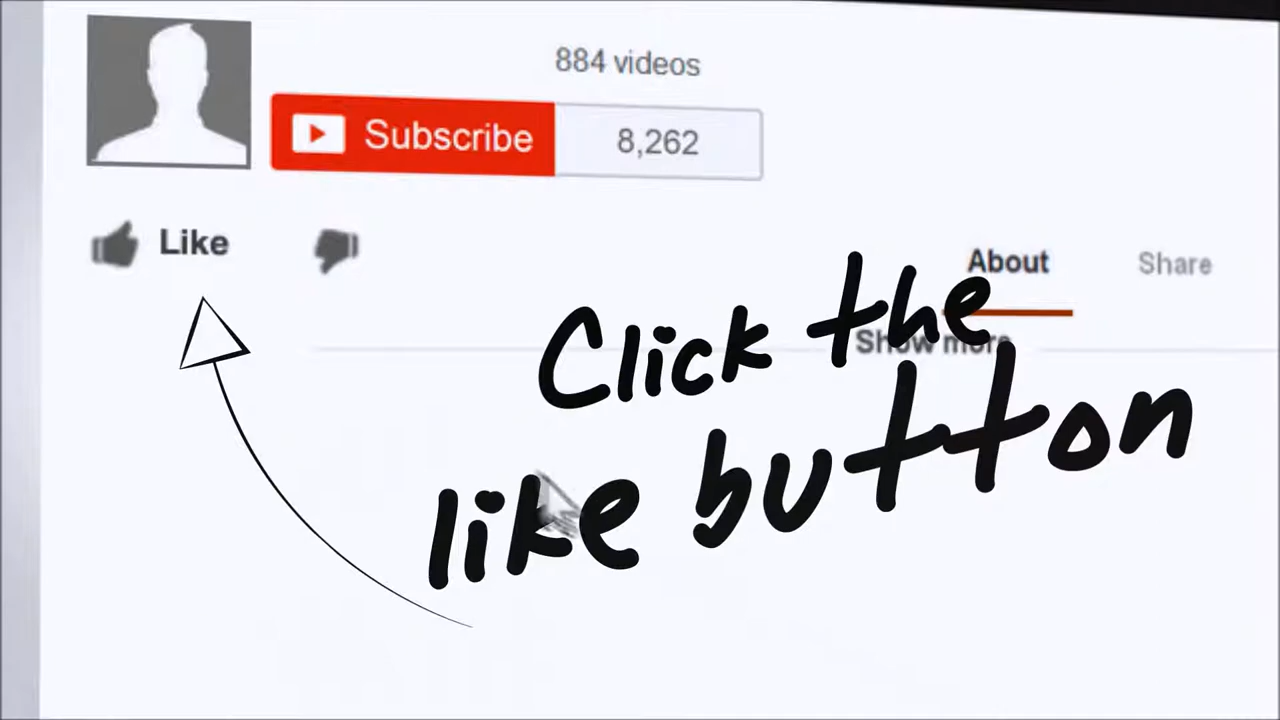 884 videos
Subscribe 8,262
Like
About Share
Show more
Click the
like button